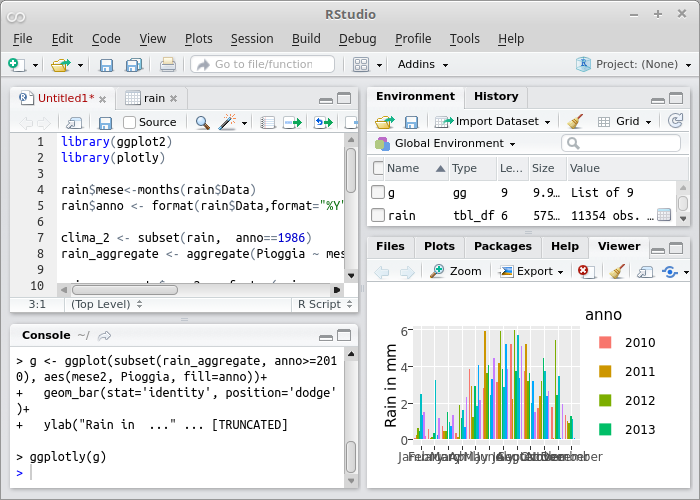 RStudio
File Edit Code View Plots Session Build Debug Profile Tools Help
Go to file/function Addins Project: (None)
Untitled1* rain
Source
1 library(ggplot2)
2 library(plotly)
3
4 rain$mese<-months(rain$Data)
5 rain$anno <- format(rain$Data,format="%Y"
6
7 clima_2 <- subset(rain, anno==1986)
8 rain_aggregate <- aggregate(Pioggia ~ mes
9
10
3:1 (Top Level) R Script
Console ~/
> g <- ggplot(subset(rain_aggregate, anno>=201
0), aes(mese2, Pioggia, fill=anno))+
+ geom_bar(stat='identity', position='dodge'
)+
+ ylab("Rain in ..." ... [TRUNCATED]
> ggplotly(g)
>
Environment History
Import Dataset Grid
Global Environment
Name Type Le... Size Value
g gg 9 9.9... List of 9
rain tbl_df 6 575... 11354 obs. ...
Files Plots Packages Help Viewer
Zoom Export
anno
2010
2011
2012
2013
Rain in mm
6
4
2
0